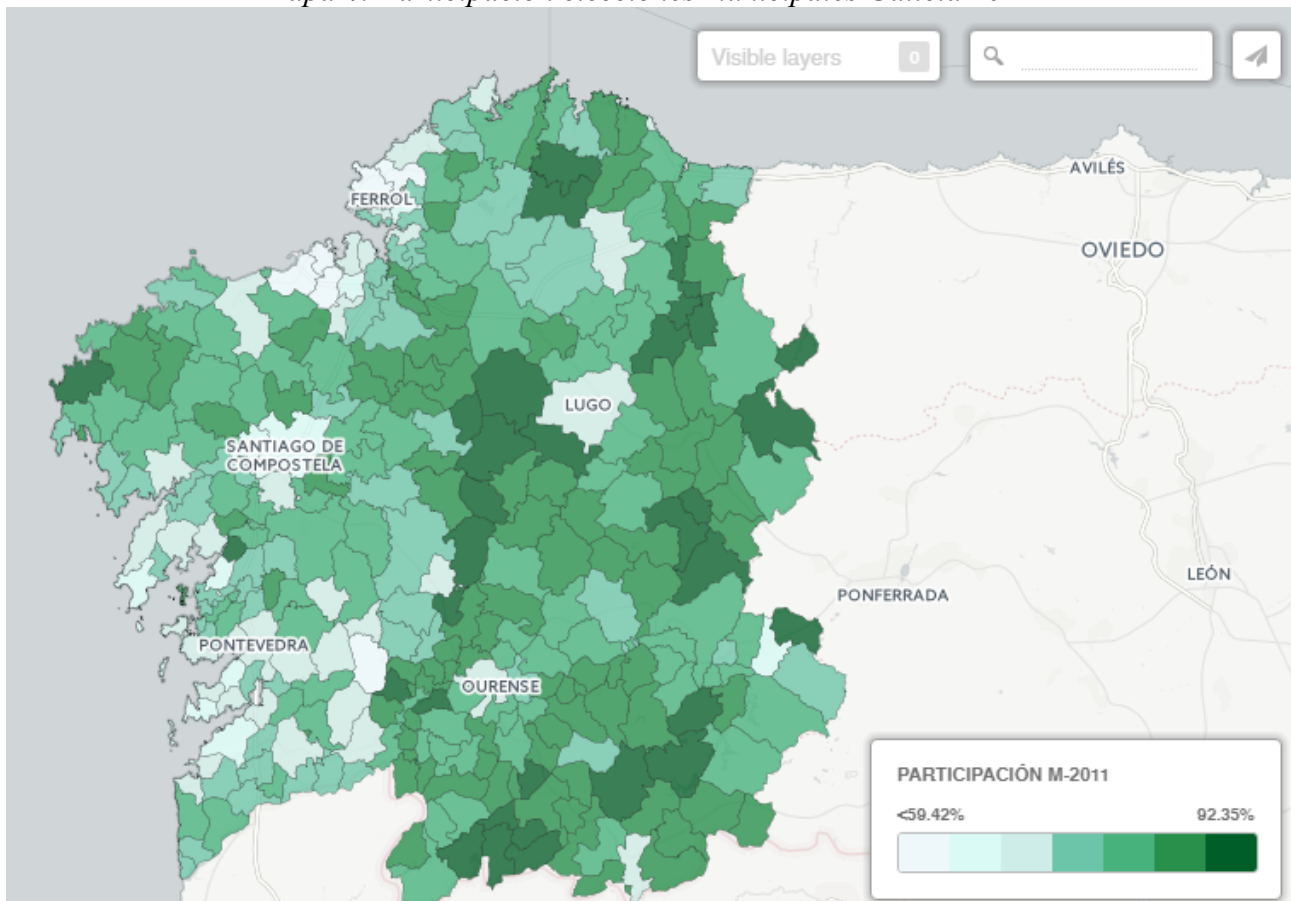 Visible layers 0
AVILÉS
FERROL
OVIEDO
LUGO
SANTIAGO DE
COMPOSTELA
LEÓN
PONFERRADA
PONTEVEDRA
OURENSE
PARTICIPACIÓN M-2011
<59.42% 92.35%